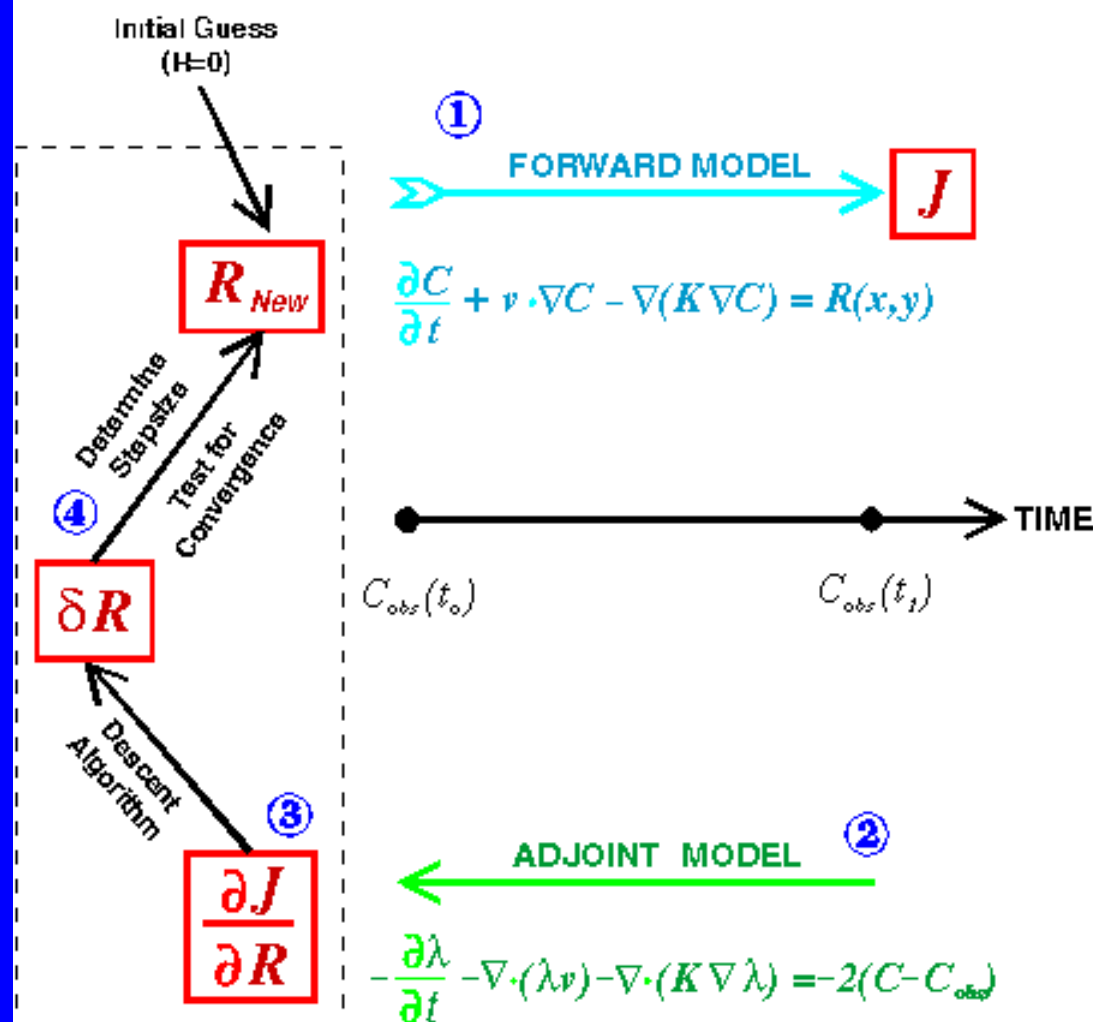 Initial Guess
(R=0)
①
FORWARD MODEL
J
R New
∂C/∂t + v·∇C − ∇(K∇C) = R(x,y)
Determine
Stepsize
Test for
Convergence
④
TIME
δR
C_obs(t_o)
C_obs(t_1)
Descent
Algorithm
③
②
ADJOINT MODEL
∂J/∂R
-∂λ/∂t −∇·(λv)−∇·(K∇λ) =−2(C−C_obs)